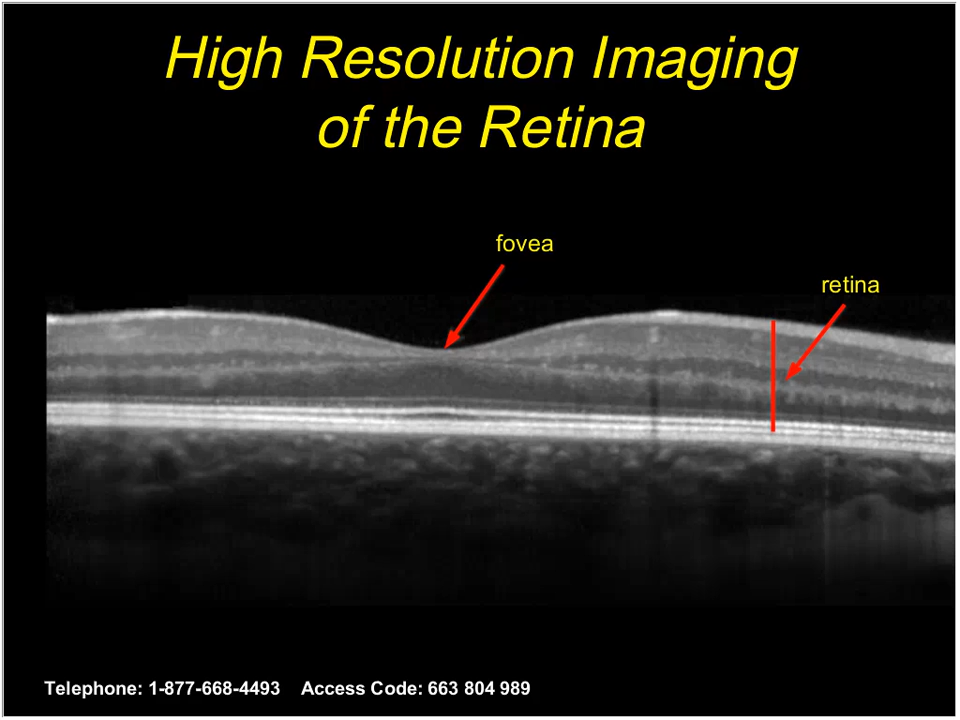 High Resolution Imaging
of the Retina
fovea
retina
Telephone: 1-877-668-4493 Access Code: 663 804 989